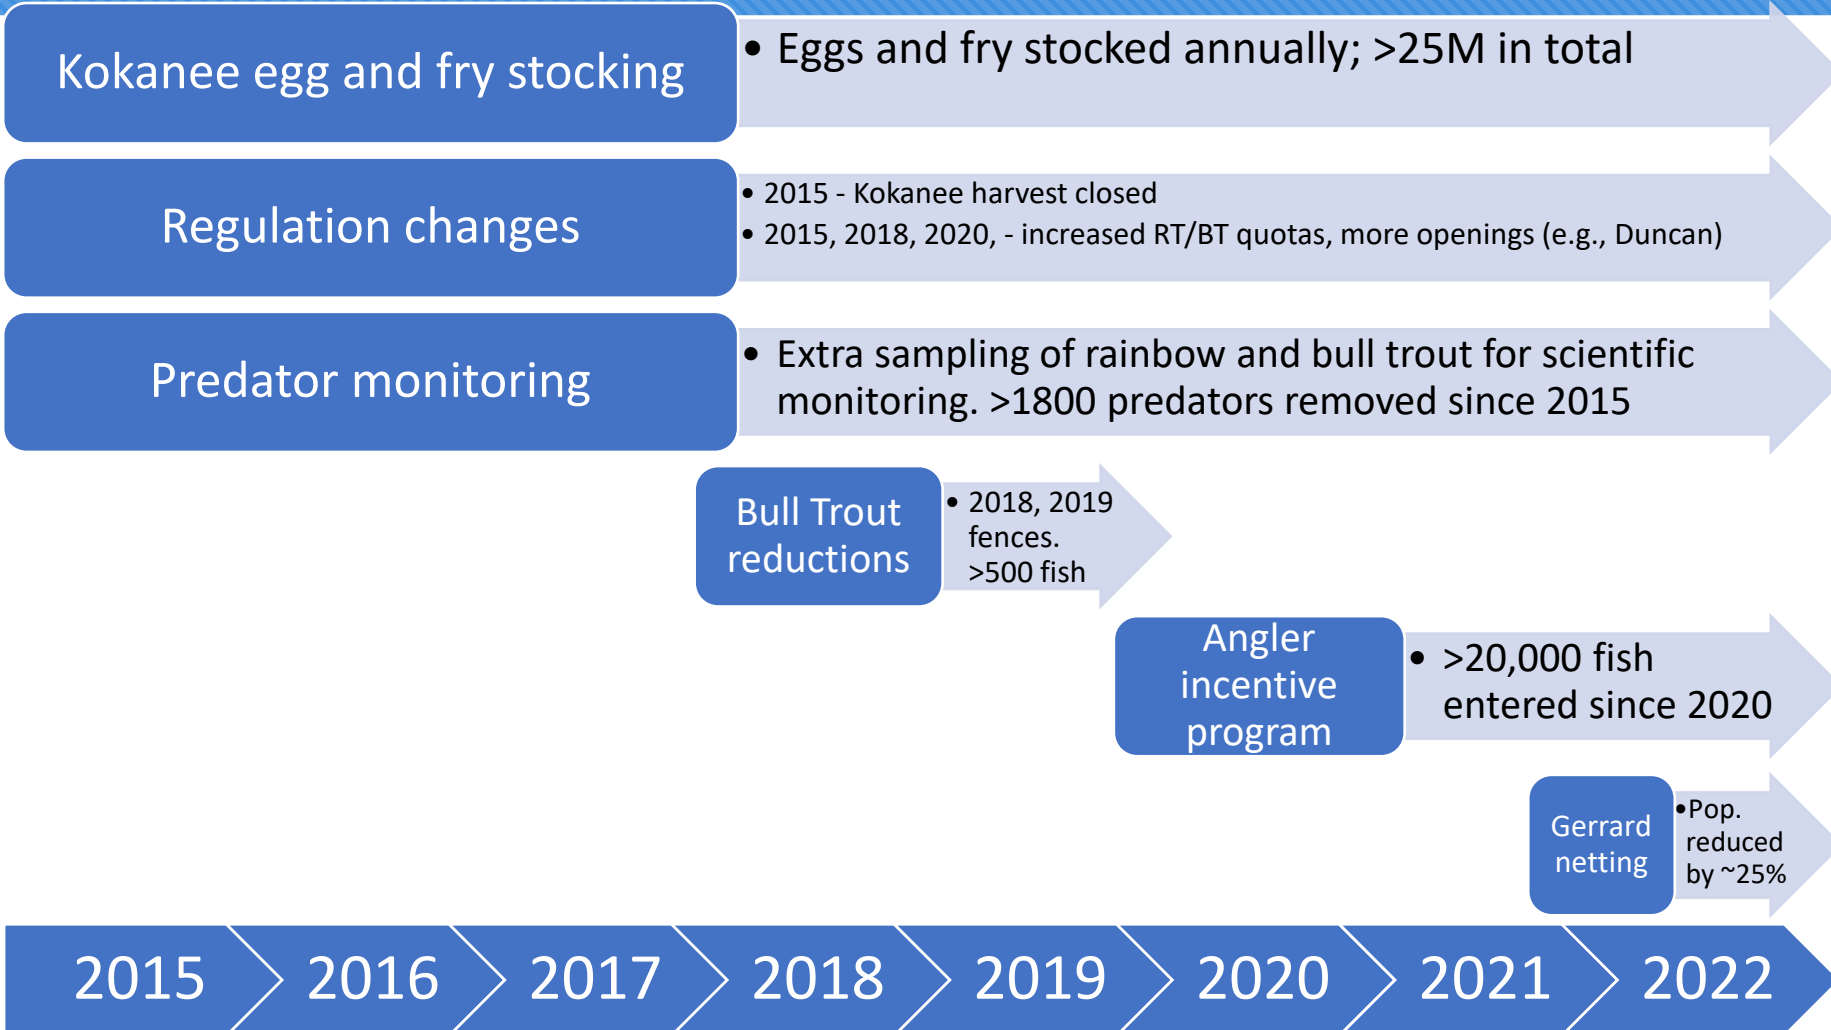 Kokanee egg and fry stocking
• Eggs and fry stocked annually; >25M in total
Regulation changes
• 2015 - Kokanee harvest closed
• 2015, 2018, 2020, - increased RT/BT quotas, more openings (e.g., Duncan)
Predator monitoring
• Extra sampling of rainbow and bull trout for scientific
monitoring. >1800 predators removed since 2015
Bull Trout
reductions
• 2018, 2019
fences.
>500 fish
Angler
incentive
program
• >20,000 fish
entered since 2020
Gerrard
netting
•Pop.
reduced
by ~25%
2015
2016
2017
2018
2019
2020
2021
2022